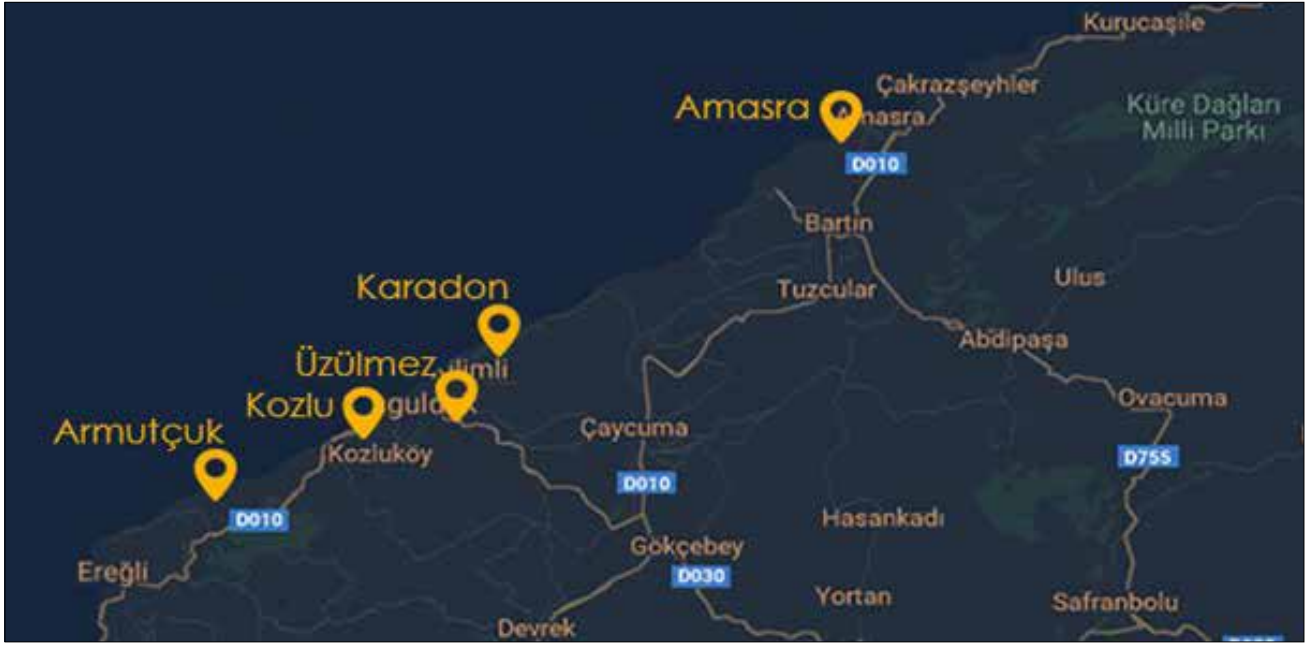 Kurucaşile
Çakrazşeyhler
Amasra
Küre Dağları
Milli Parkı
D010
Bartın
Ulus
Karadon
Tuzcular
Abdipaşa
Üzülmez
Kozlu
Ovacuma
Armutçuk
Çaycuma
Kozluköy
D755
D010
D010
Hasankadı
Gökçebey
Ereğli
D030
Yortan
Safranbolu
Devrek